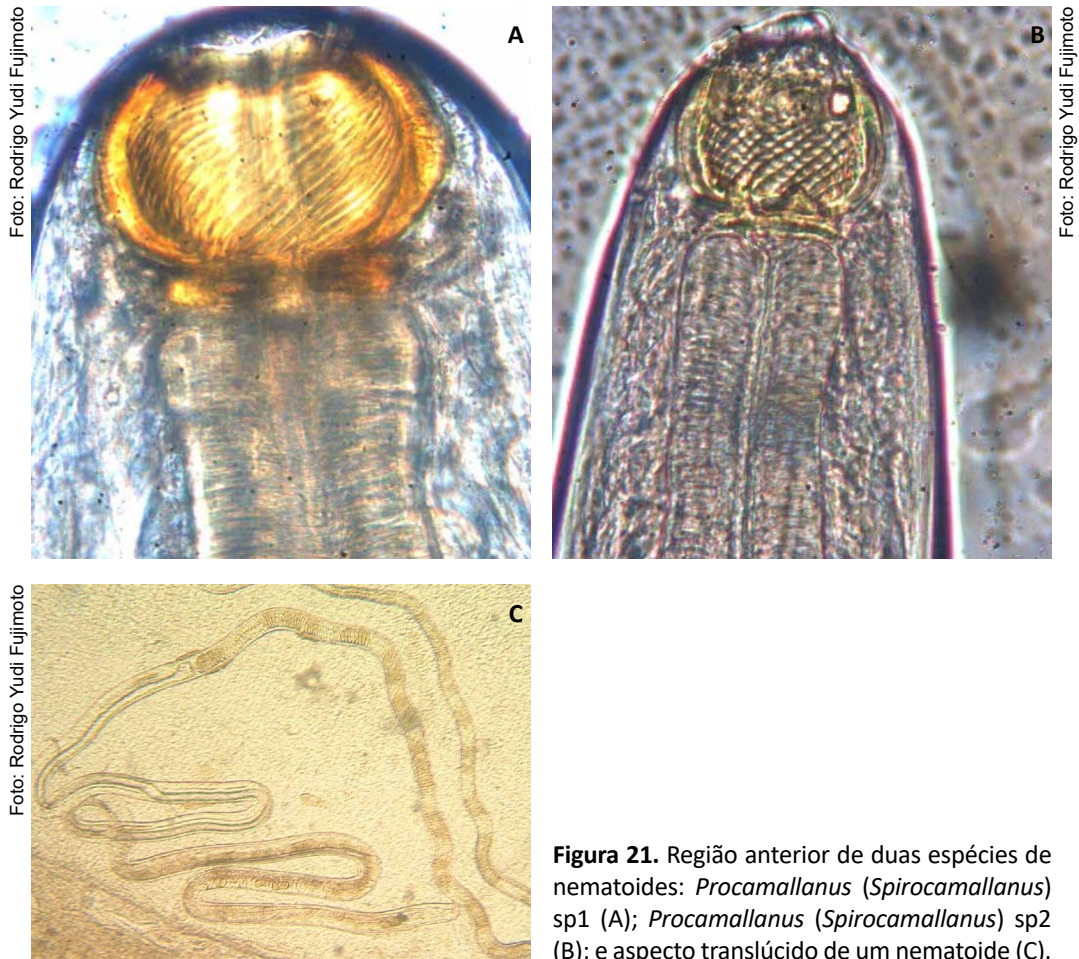 Foto: Rodrigo Yudi Fujimoto
A
B
Foto: Rodrigo Yudi Fujimoto
Foto: Rodrigo Yudi Fujimoto
C
Figura 21. Região anterior de duas espécies de
nematoides: Procamallanus (Spirocamallanus)
sp1 (A); Procamallanus (Spirocamallanus) sp2
(B); e aspecto translúcido de um nematoide (C).